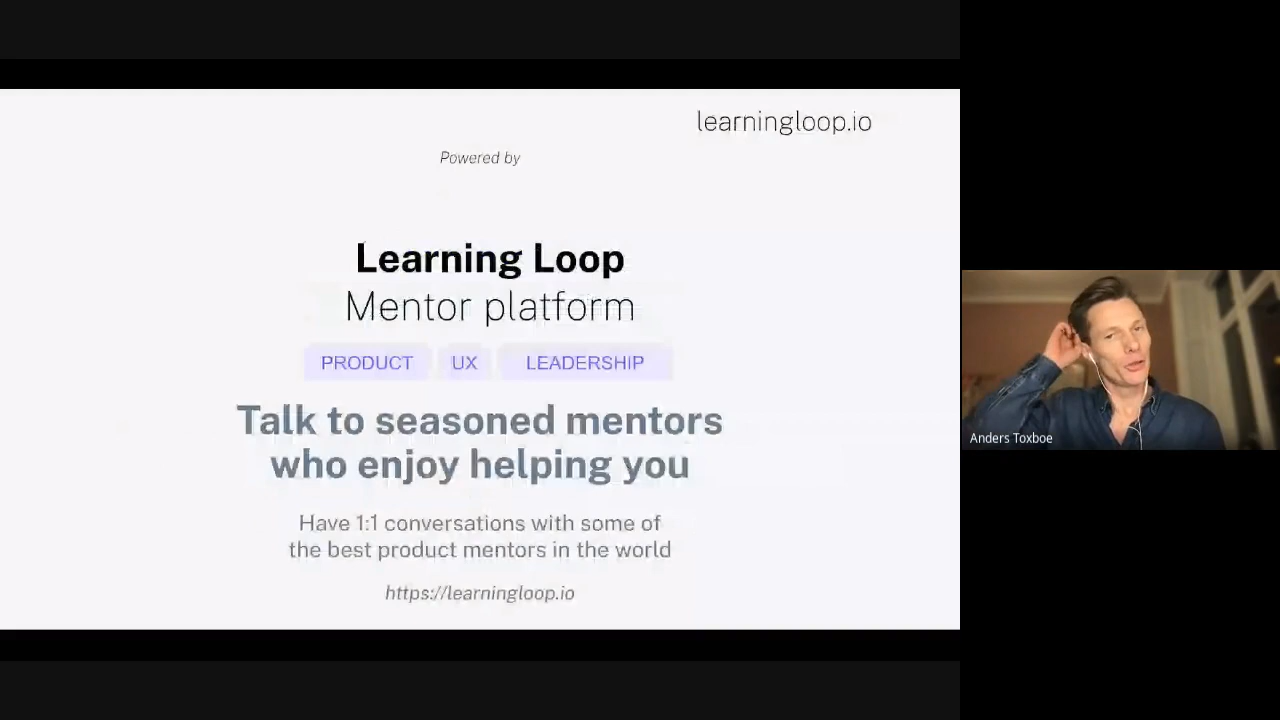 learningloop.io
Powered by
Learning Loop
Mentor platform
PRODUCT UX LEADERSHIP
Talk to seasoned mentors
who enjoy helping you
Have 1:1 conversations with some of
the best product mentors in the world
https://learningloop.io
Anders Toxboe